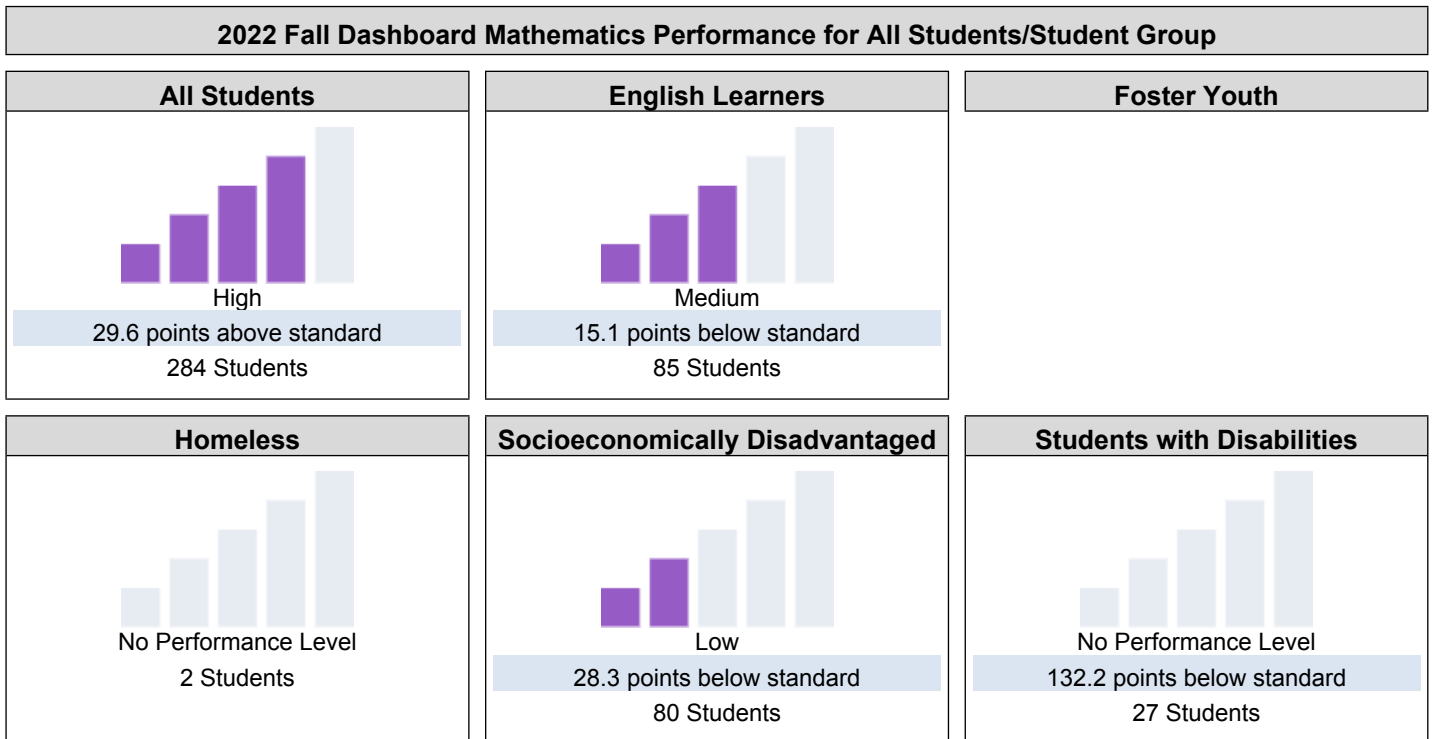 2022 Fall Dashboard Mathematics Performance for All Students/Student Group
All Students
High
29.6 points above standard
284 Students
English Learners
Medium
15.1 points below standard
85 Students
Foster Youth
Homeless
No Performance Level
2 Students
Socioeconomically Disadvantaged
Low
28.3 points below standard
80 Students
Students with Disabilities
No Performance Level
132.2 points below standard
27 Students